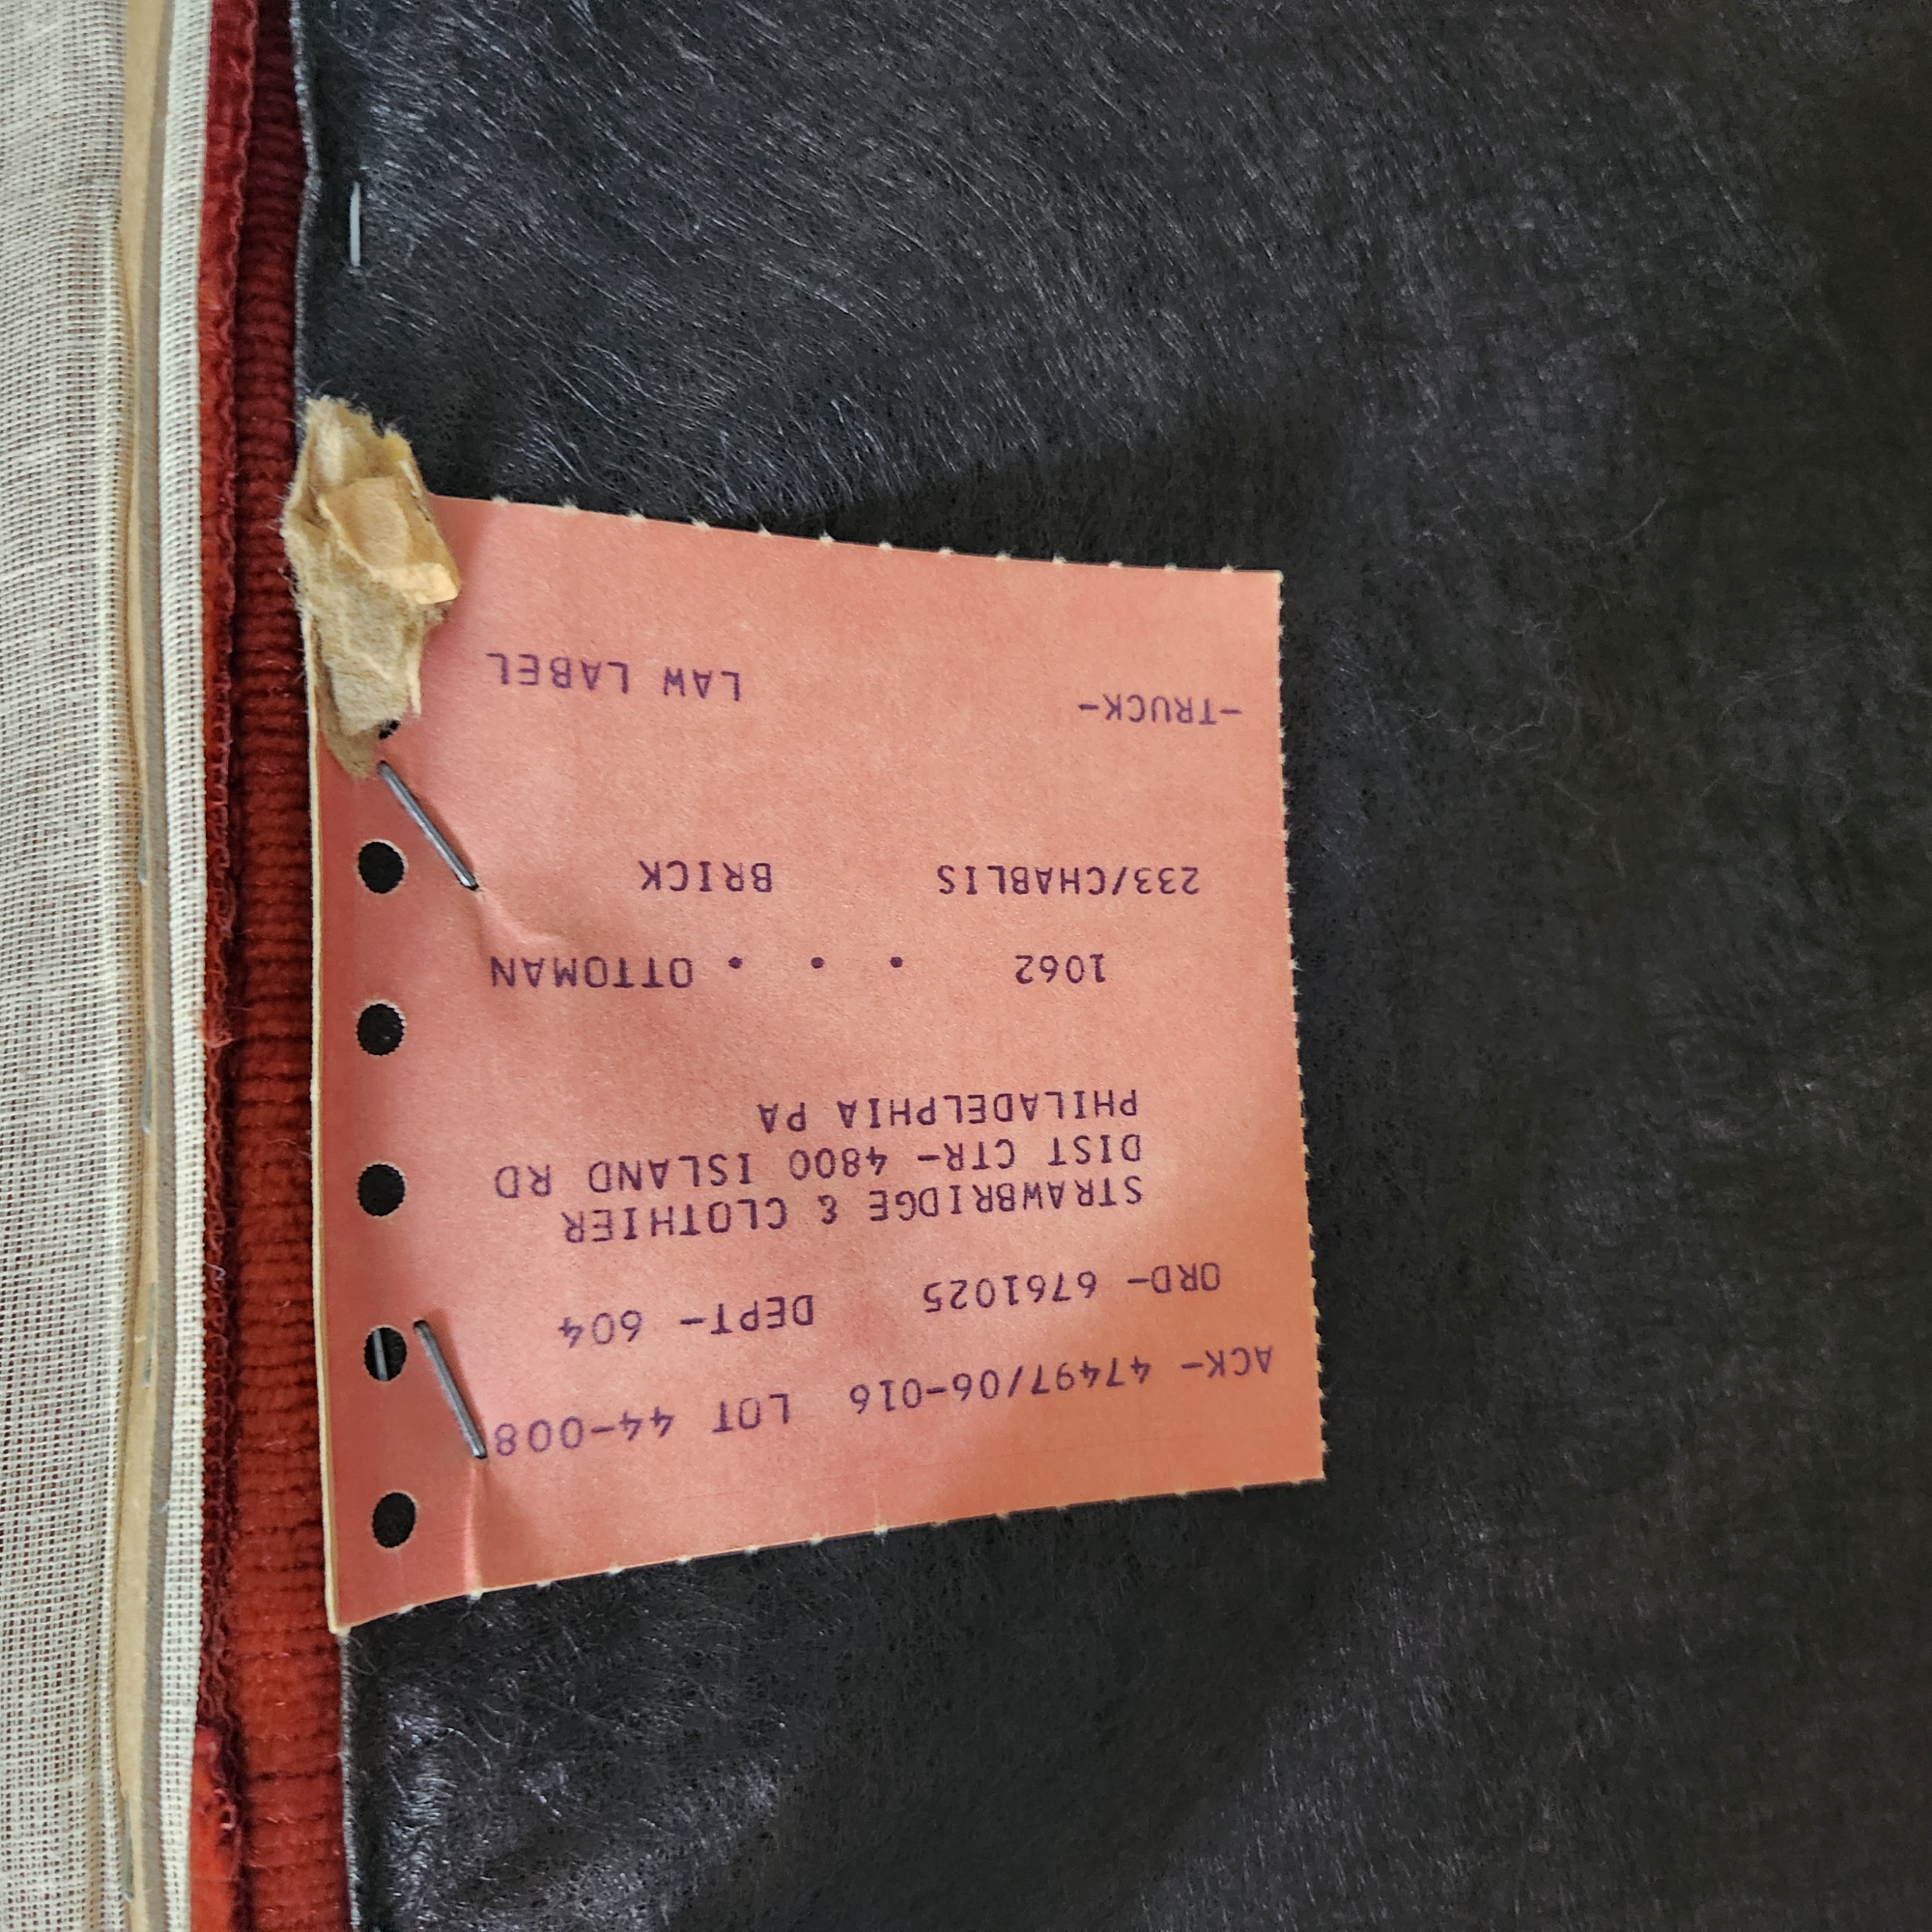 ACK- 47497/06-016 LOT 44-008
ORD- 6761025 DEPT- 604
STRAWBRIDGE & CLOTHIER
DIST CTR- 4800 ISLAND RD
PHILADELPHIA PA
1062 . . . OTTOMAN
233/CHABLIS BRICK
-TRUCK- LAW LABEL